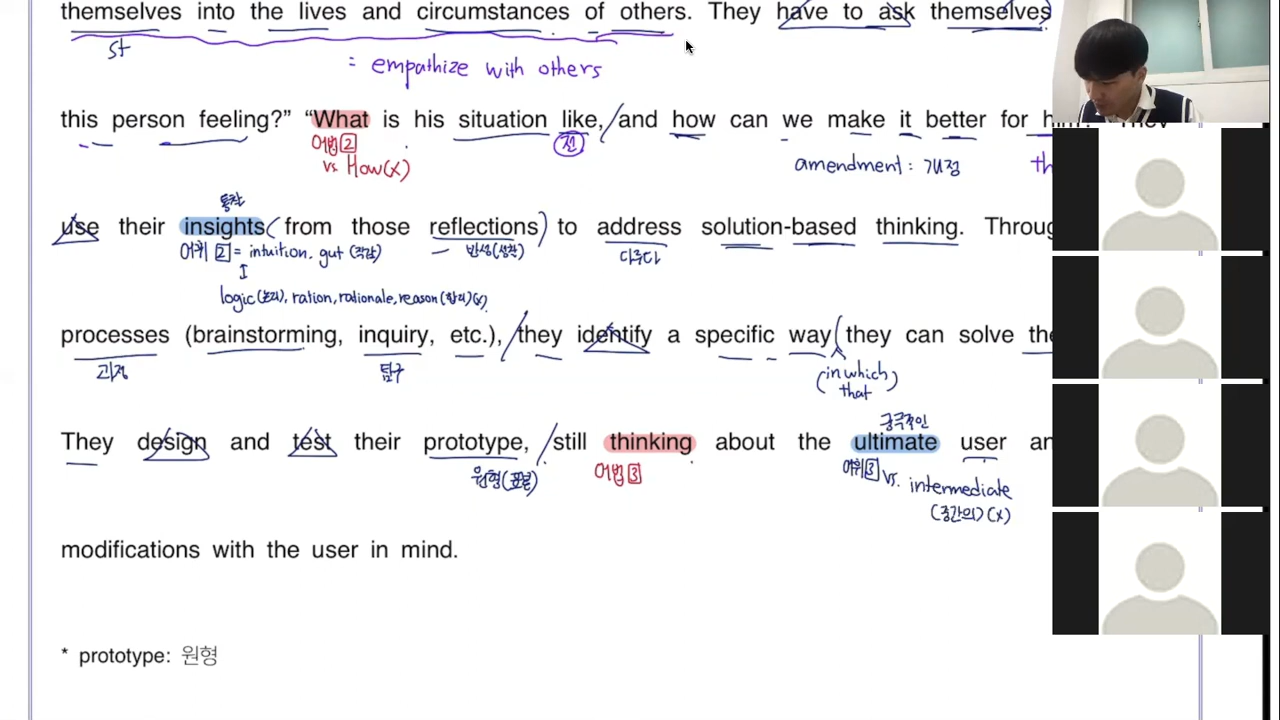 themselves into the lives and circumstances of others. They have to ask themselves
st
= empathize with others
this person feeling?” “What is his situation like, and how can we make it better for him? They
어법 2
vs How(x)
전
amendment : 개정
th
통찰
use their insights (from those reflections) to address solution-based thinking. Throug
어휘 2 = intuition, gut (직감)
반성(성찰)
다루다
logic(논리), ration, rationale, reason(합리)(x)
processes (brainstorming, inquiry, etc.), they identify a specific way (they can solve the
과정
탐구
(in which
that)
궁극적인
They design and test their prototype, still thinking about the ultimate user an
원형
어법 3
어휘 3 vs. intermediate
(중간의)(x)
modifications with the user in mind.
* prototype: 원형